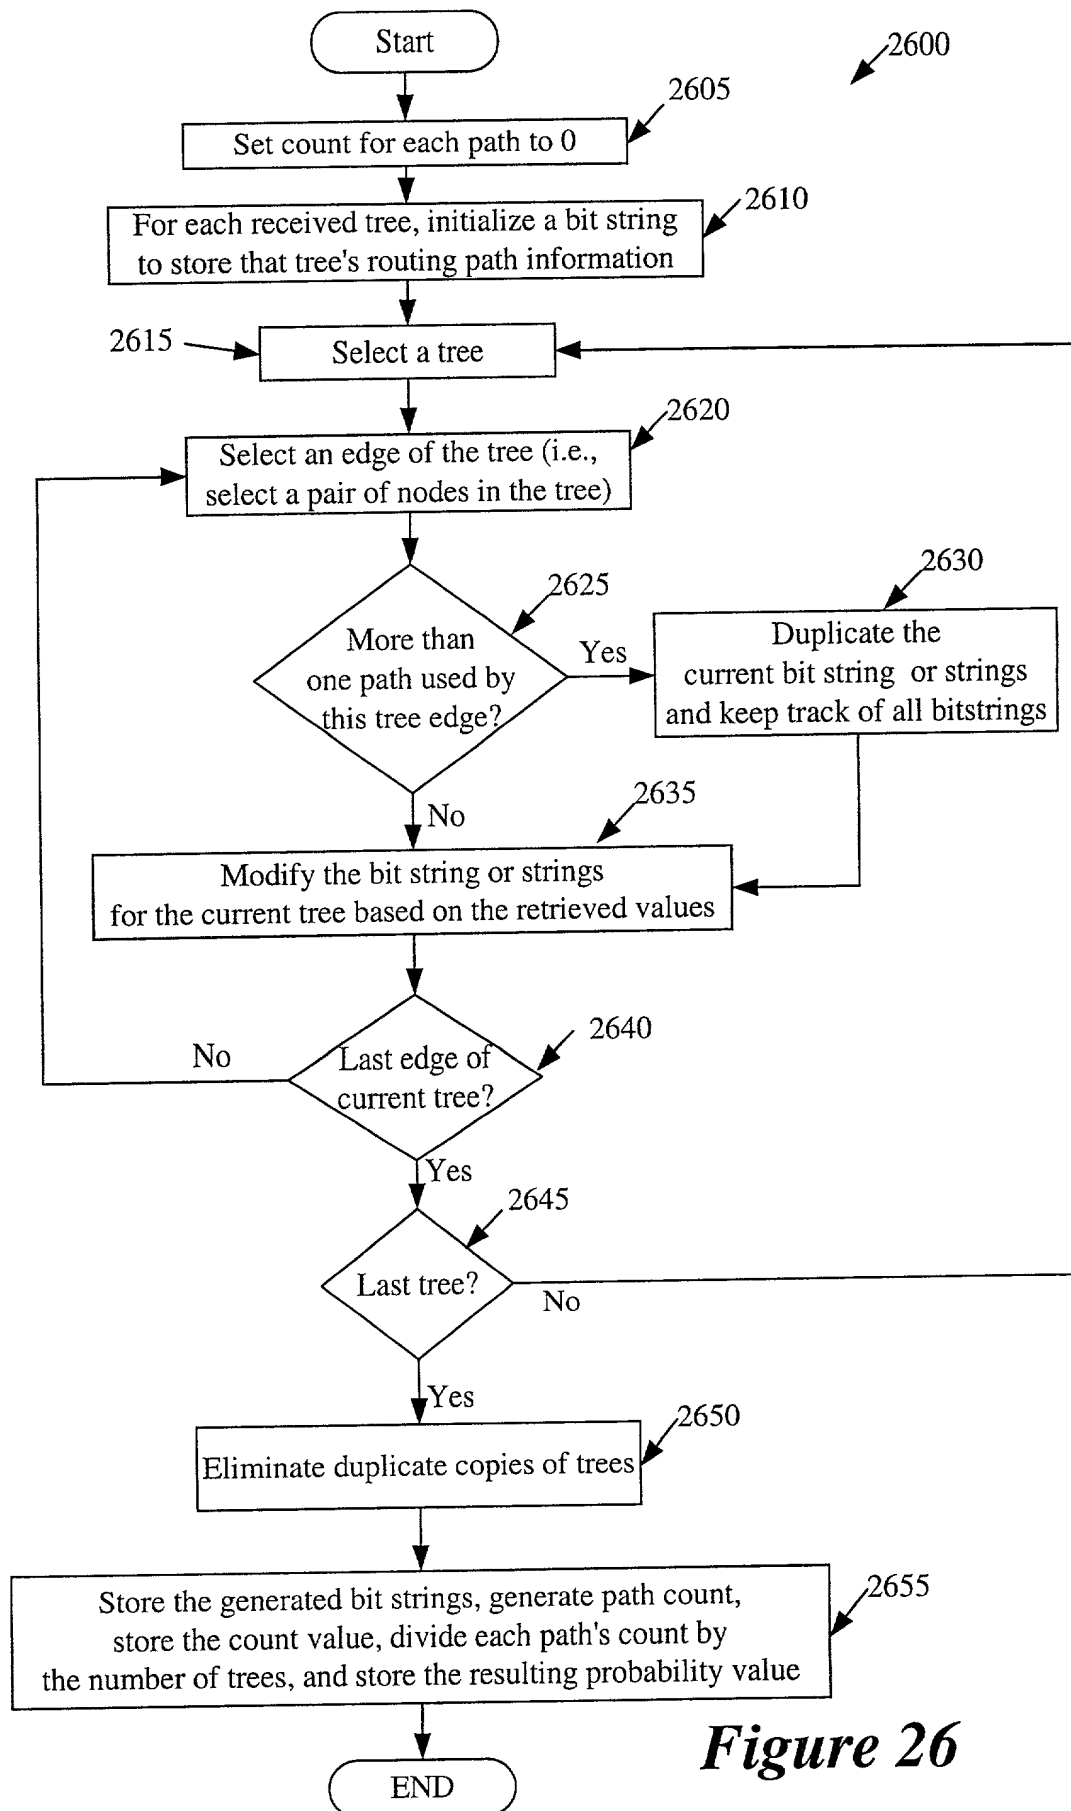 Start
2600
2605
Set count for each path to 0
2610
For each received tree, initialize a bit string
to store that tree's routing path information
2615
Select a tree
2620
Select an edge of the tree (i.e.,
select a pair of nodes in the tree)
2625
More than
one path used by
this tree edge?
Yes
2630
Duplicate the
current bit string or strings
and keep track of all bitstrings
No
2635
Modify the bit string or strings
for the current tree based on the retrieved values
2640
Last edge of
current tree?
No
Yes
2645
Last tree?
No
Yes
2650
Eliminate duplicate copies of trees
2655
Store the generated bit strings, generate path count,
store the count value, divide each path's count by
the number of trees, and store the resulting probability value
END
Figure 26